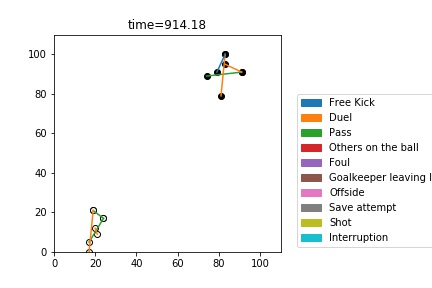 time=914.18
100
80
60
40
20
0
0 20 40 60 80 100
Free Kick
Duel
Pass
Others on the ball
Foul
Goalkeeper leaving l
Offside
Save attempt
Shot
Interruption